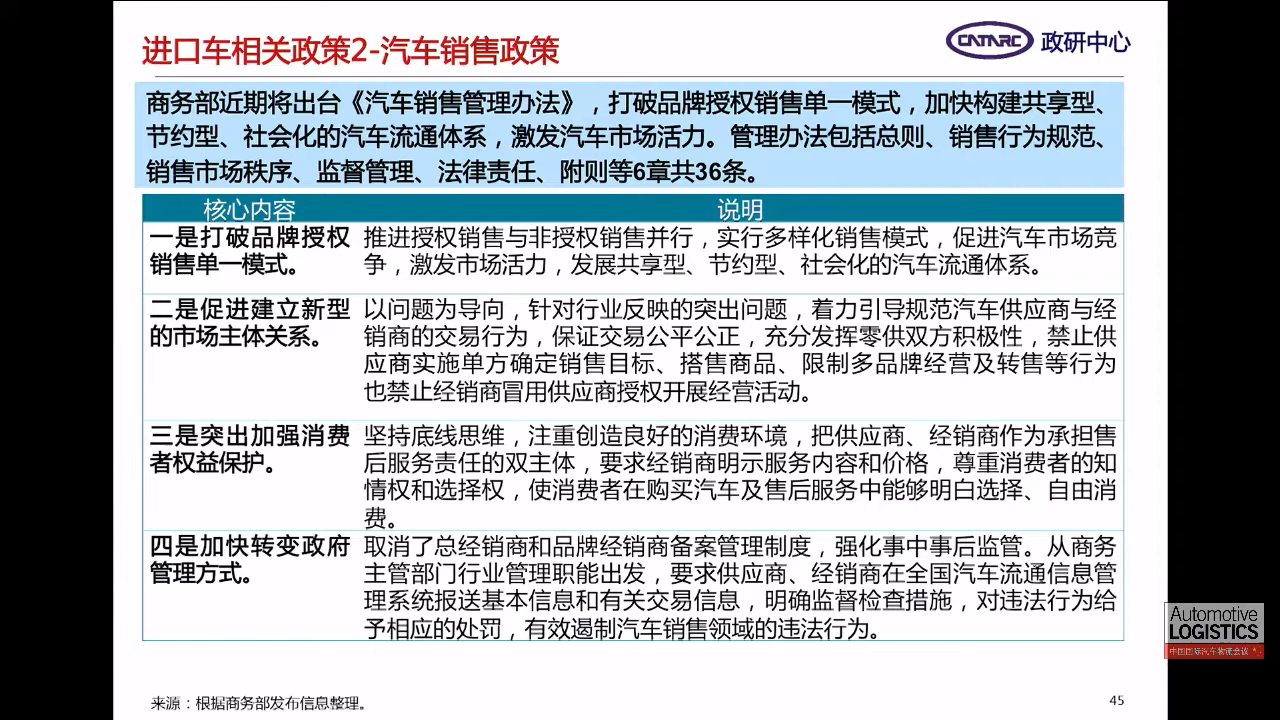 进口车相关政策2-汽车销售政策
CATARC 政研中心
商务部近期将出台《汽车销售管理办法》，打破品牌授权销售单一模式，加快构建共享型、
节约型、社会化的汽车流通体系，激发汽车市场活力。管理办法包括总则、销售行为规范、
销售市场秩序、监督管理、法律责任、附则等6章共36条。
核心内容 说明
一是打破品牌授权
销售单一模式。
推进授权销售与非授权销售并行，实行多样化销售模式，促进汽车市场竞
争，激发市场活力，发展共享型、节约型、社会化的汽车流通体系。
二是促进建立新型
的市场主体关系。
以问题为导向，针对行业反映的突出问题，着力引导规范汽车供应商与经
销商的交易行为，保证交易公平公正，充分发挥零供双方积极性，禁止供
应商实施单方确定销售目标、搭售商品、限制多品牌经营及转售等行为
也禁止经销商冒用供应商授权开展经营活动。
三是突出加强消费
者权益保护。
坚持底线思维，注重创造良好的消费环境，把供应商、经销商作为承担售
后服务责任的双主体，要求经销商明示服务内容和价格，尊重消费者的知
情权和选择权，使消费者在购买汽车及售后服务中能够明白选择、自由消
费。
四是加快转变政府
管理方式。
取消了总经销商和品牌经销商备案管理制度，强化事中事后监管。从商务
主管部门行业管理职能出发，要求供应商、经销商在全国汽车流通信息管
理系统报送基本信息和有关交易信息，明确监督检查措施，对违法行为给
予相应的处罚，有效遏制汽车销售领域的违法行为。
Automotive
LOGISTICS
中国国际汽车物流会议
来源：根据商务部发布信息整理。
45